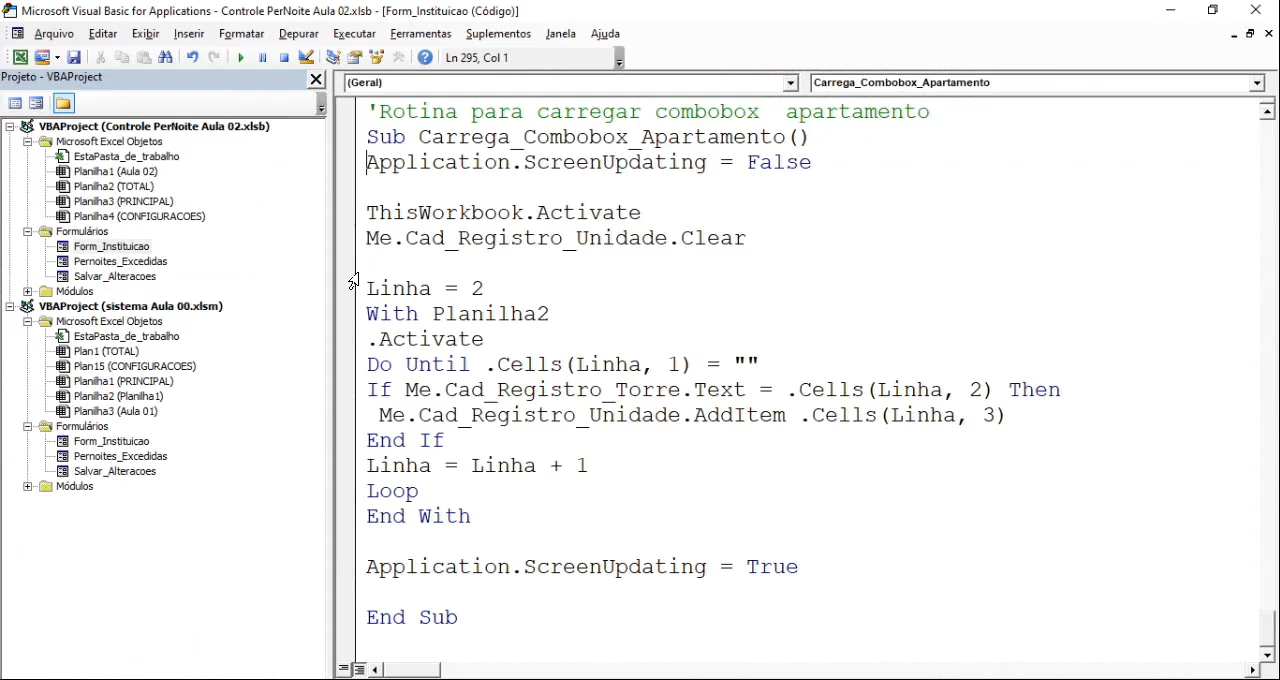 Microsoft Visual Basic for Applications - Controle PerNoite Aula 02.xlsb - [Form_Instituicao (Código)]
Arquivo Editar Exibir Inserir Formatar Depurar Executar Ferramentas Suplementos Janela Ajuda
Ln 295, Col 1
Projeto - VBAProject
VBAProject (Controle PerNoite Aula 02.xlsb)
Microsoft Excel Objetos
EstaPasta_de_trabalho
Planilha1 (Aula 02)
Planilha2 (TOTAL)
Planilha3 (PRINCIPAL)
Planilha4 (CONFIGURACOES)
Formulários
Form_Instituicao
Pernoites_Excedidas
Salvar_Alteracoes
Módulos
VBAProject (sistema Aula 00.xlsm)
Microsoft Excel Objetos
EstaPasta_de_trabalho
Plan1 (TOTAL)
Plan15 (CONFIGURACOES)
Planilha1 (PRINCIPAL)
Planilha2 (Planilha1)
Planilha3 (Aula 01)
Formulários
Form_Instituicao
Pernoites_Excedidas
Salvar_Alteracoes
Módulos
(Geral)
Carrega_Combobox_Apartamento
'Rotina para carregar combobox  apartamento
Sub Carrega_Combobox_Apartamento()
Application.ScreenUpdating = False
ThisWorkbook.Activate
Me.Cad_Registro_Unidade.Clear
Linha = 2
With Planilha2
.Activate
Do Until .Cells(Linha, 1) = ""
If Me.Cad_Registro_Torre.Text = .Cells(Linha, 2) Then
Me.Cad_Registro_Unidade.AddItem .Cells(Linha, 3)
End If
Linha = Linha + 1
Loop
End With
Application.ScreenUpdating = True
End Sub